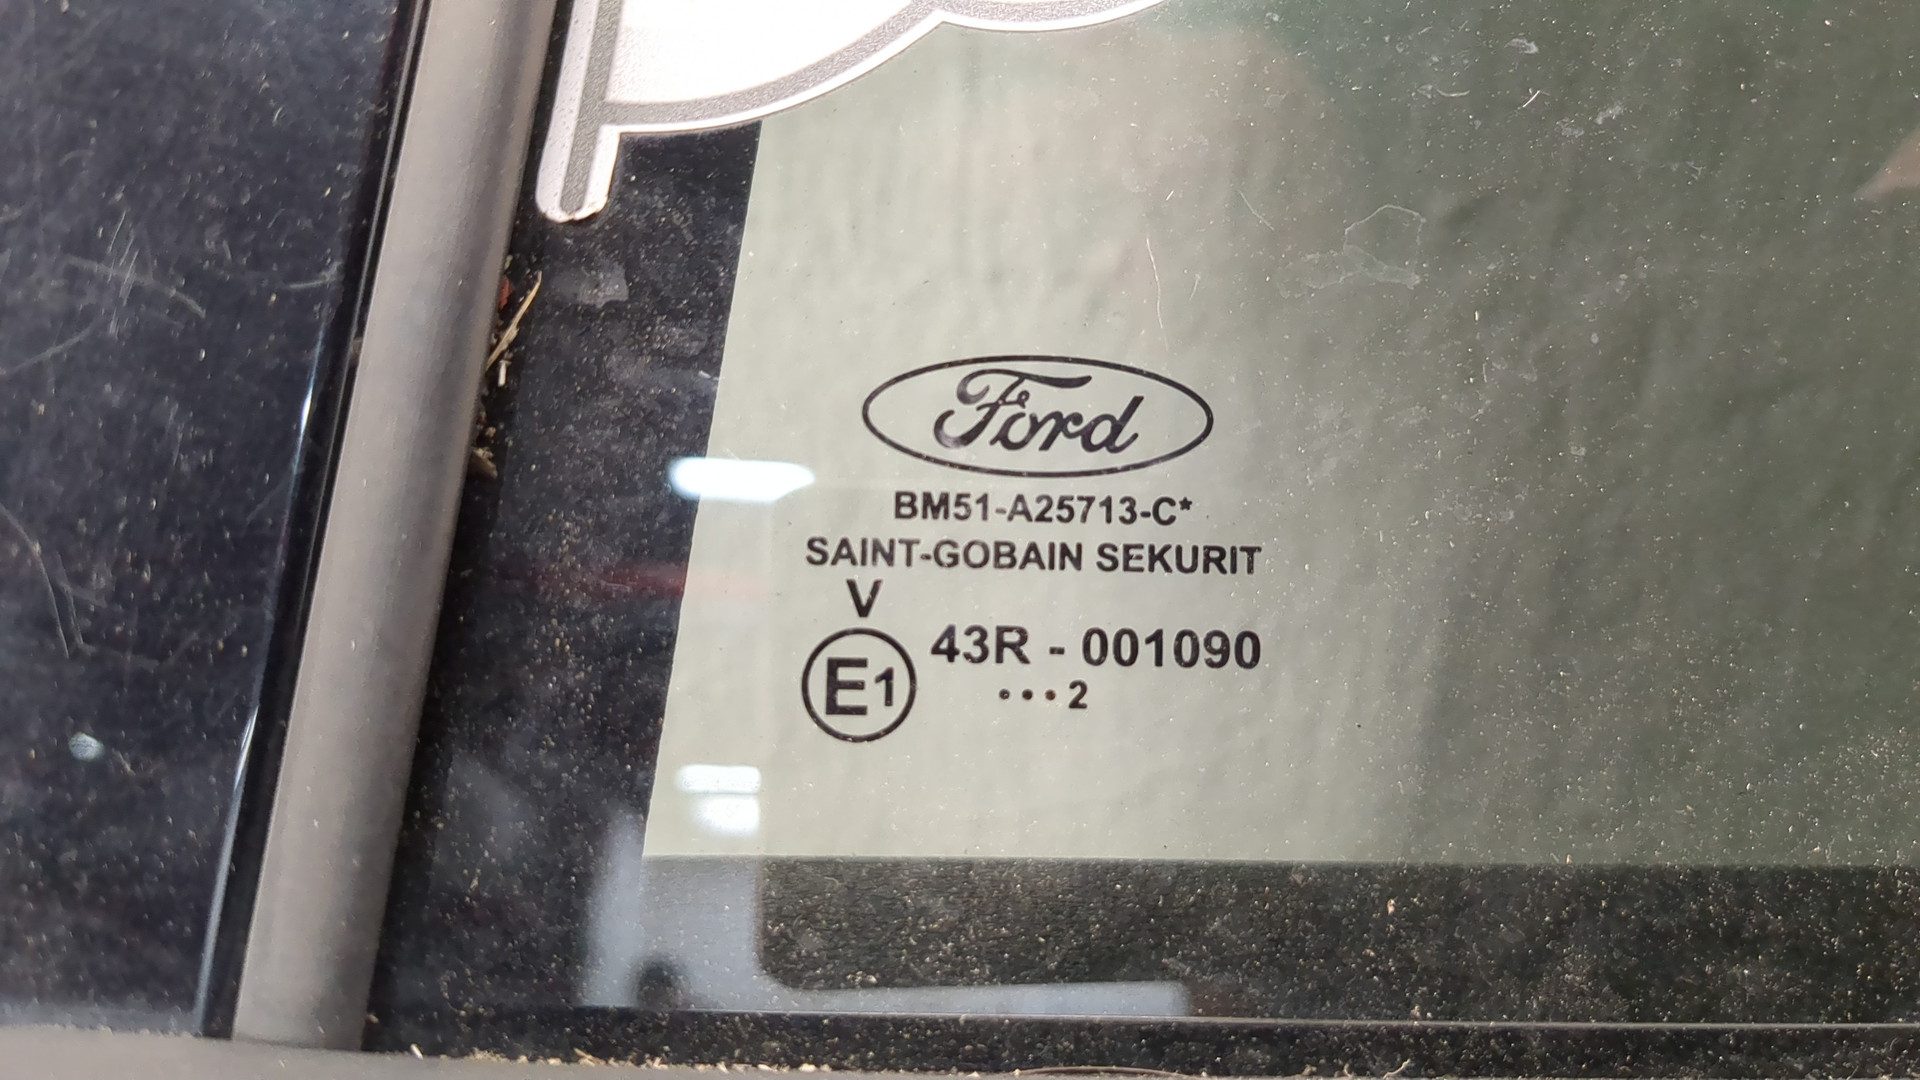 Ford
BM51-A25713-C*
SAINT-GOBAIN SEKURIT
V
E1 43R - 001090
•••2